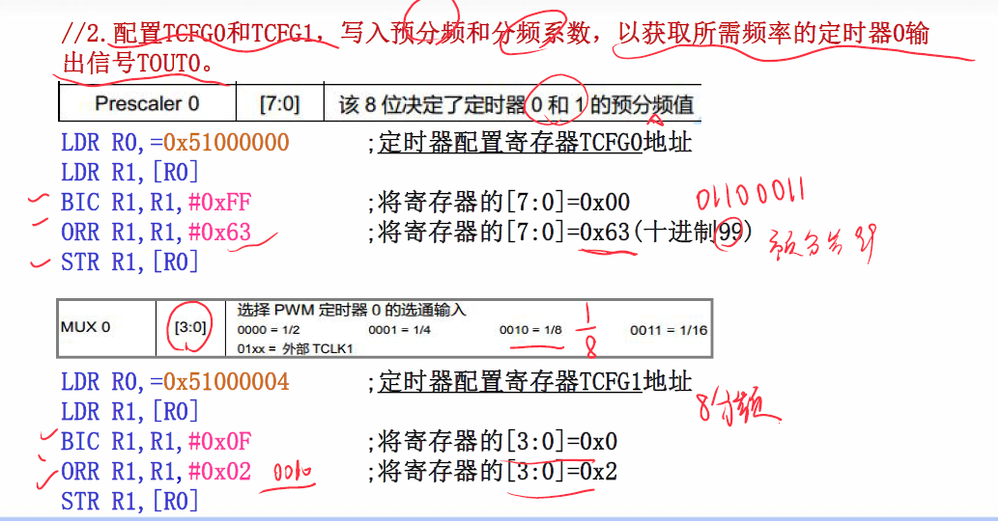 //2.配置TCFG0和TCFG1，写入预分频和分频系数，以获取所需频率的定时器0输
出信号TOUT0。
Prescaler 0 [7:0] 该 8 位决定了定时器 0 和 1 的预分频值
LDR R0,=0x51000000 ;定时器配置寄存器TCFG0地址
LDR R1,[R0]
BIC R1,R1,#0xFF ;将寄存器的[7:0]=0x00
01100011
ORR R1,R1,#0x63 ;将寄存器的[7:0]=0x63(十进制99)
预分为 99
STR R1,[R0]
MUX 0 [3:0] 选择 PWM 定时器 0 的选通输入
0000 = 1/2 0001 = 1/4 0010 = 1/8 1/8 0011 = 1/16
01xx = 外部 TCLK1
LDR R0,=0x51000004 ;定时器配置寄存器TCFG1地址
8分频
LDR R1,[R0]
BIC R1,R1,#0x0F ;将寄存器的[3:0]=0x0
ORR R1,R1,#0x02 0010 ;将寄存器的[3:0]=0x2
STR R1,[R0]